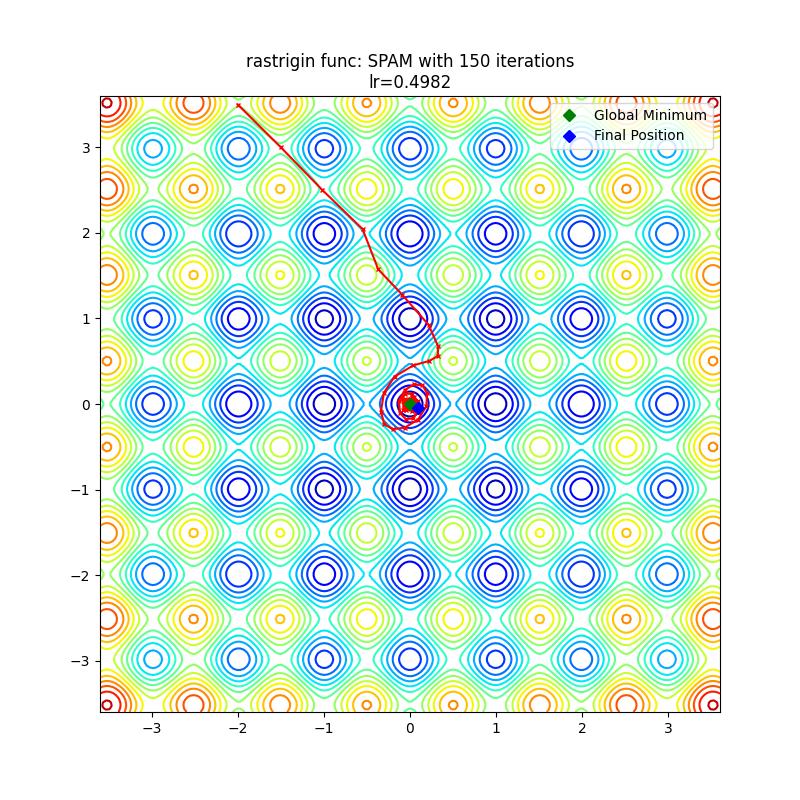 rastrigin func: SPAM with 150 iterations
lr=0.4982
Global Minimum
Final Position
3
2
1
0
−1
−2
−3
−3 −2 −1 0 1 2 3